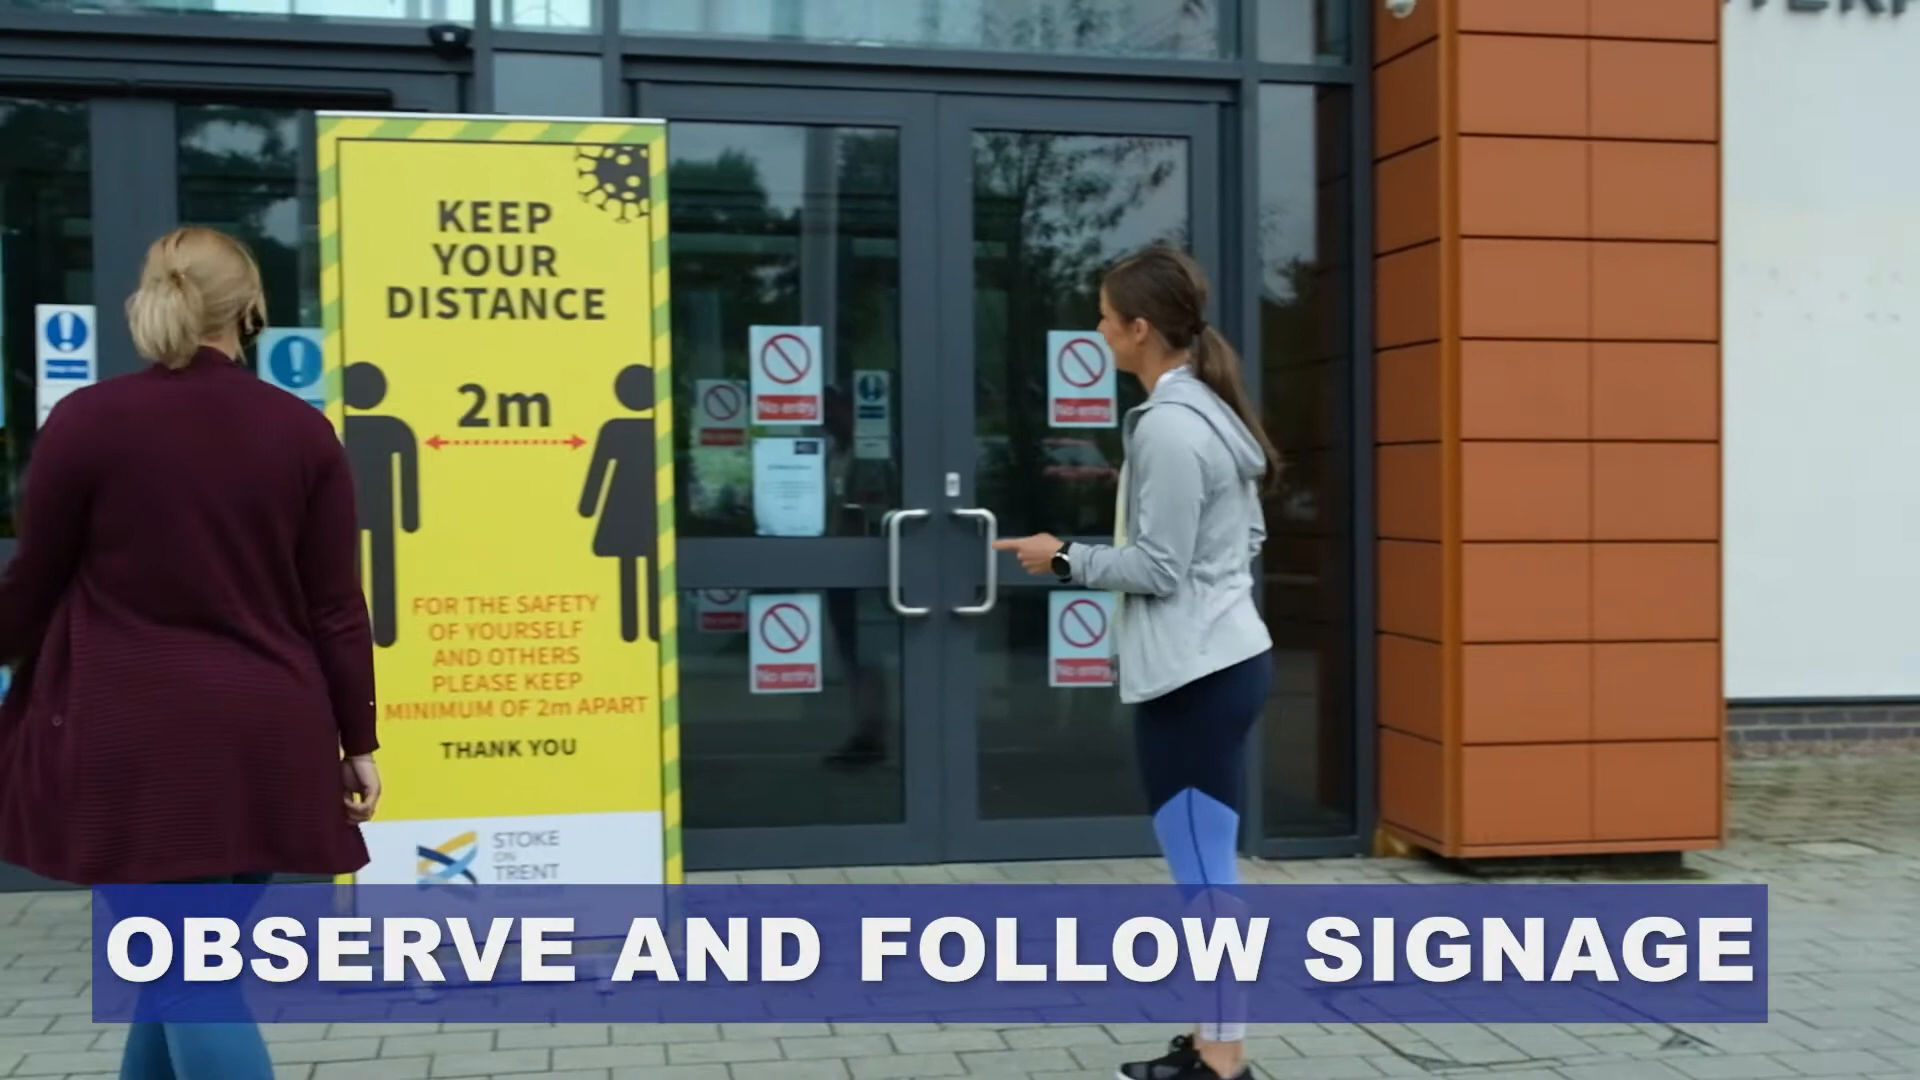 KEEP
YOUR
DISTANCE
2m
FOR THE SAFETY
OF YOURSELF
AND OTHERS
PLEASE KEEP
MINIMUM OF 2m APART
THANK YOU
STOKE
ON
TRENT
No entry
No entry
No entry
No entry
OBSERVE AND FOLLOW SIGNAGE